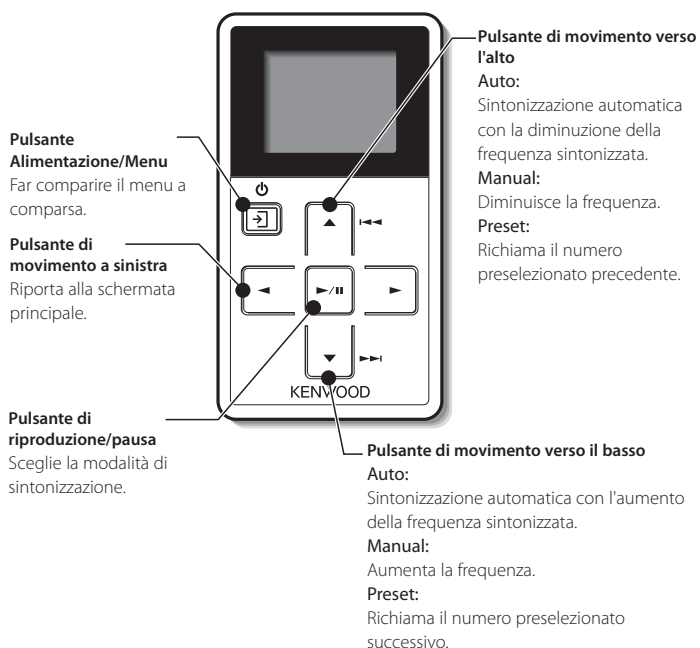 Pulsante di movimento verso
l'alto
Auto:
Sintonizzazione automatica
con la diminuzione della
frequenza sintonizzata.
Manual:
Diminuisce la frequenza.
Preset:
Richiama il numero
preselezionato precedente.
Pulsante
Alimentazione/Menu
Far comparire il menu a
comparsa.
Pulsante di
movimento a sinistra
Riporta alla schermata
principale.
KENWOOD
Pulsante di
riproduzione/pausa
Sceglie la modalità di
sintonizzazione.
Pulsante di movimento verso il basso
Auto:
Sintonizzazione automatica con l'aumento
della frequenza sintonizzata.
Manual:
Aumenta la frequenza.
Preset:
Richiama il numero preselezionato
successivo.